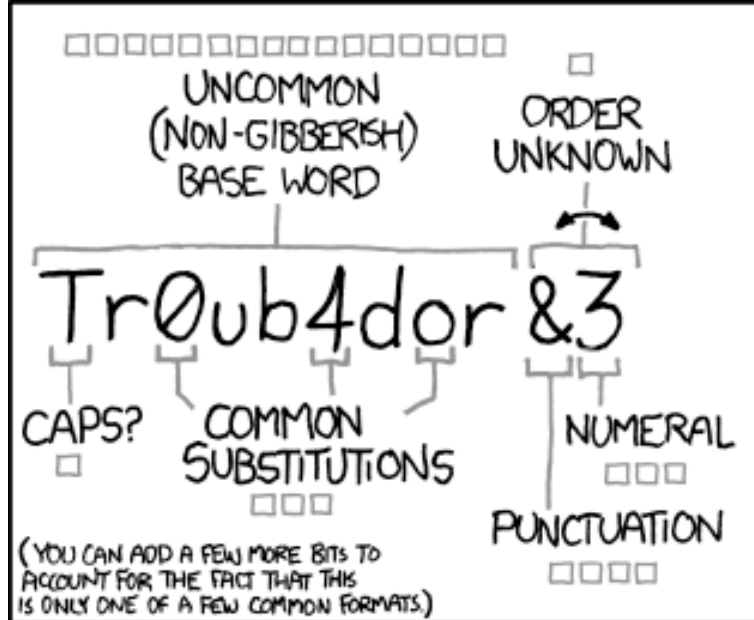 UNCOMMON
(NON-GIBBERISH)
BASE WORD
ORDER
UNKNOWN
Tr0ub4dor &3
CAPS?
COMMON
SUBSTITUTIONS
NUMERAL
PUNCTUATION
(YOU CAN ADD A FEW MORE BITS TO
ACCOUNT FOR THE FACT THAT THIS
IS ONLY ONE OF A FEW COMMON FORMATS.)